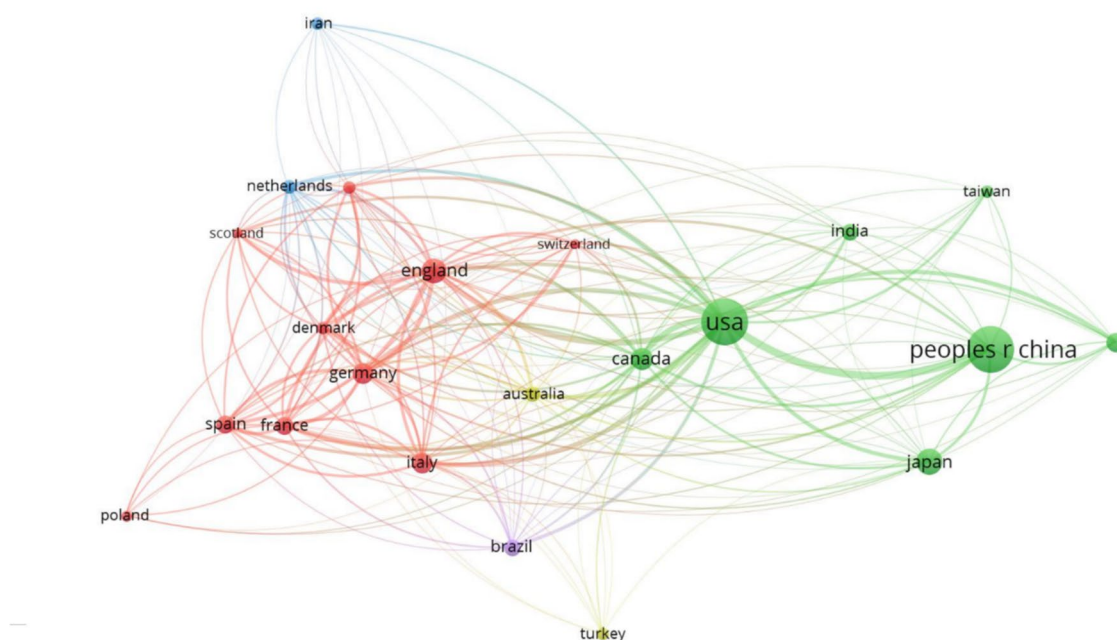 iran
netherlands
taiwan
scotland
india
switzerland
england
usa
denmark
peoples r china
canada
germany
australia
spain
france
italy
japan
poland
brazil
turkey